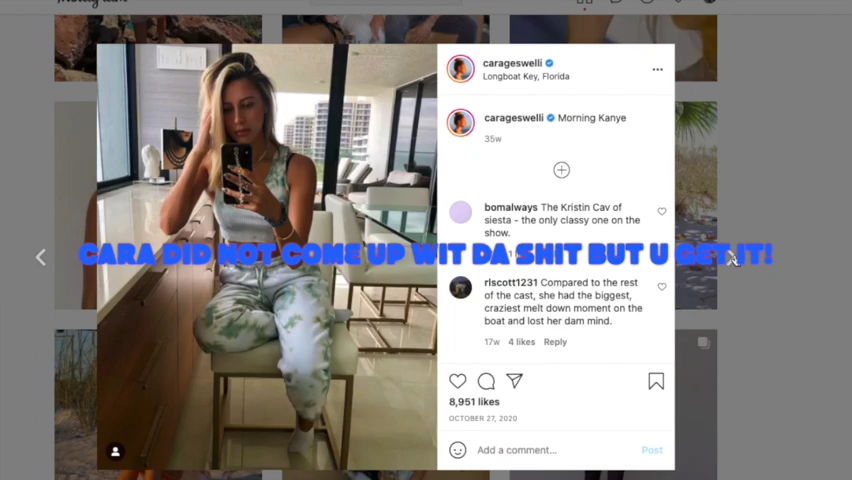 carageswelli
Longboat Key, Florida
carageswelli Morning Kanye
35w
bomalways The Kristin Cav of
siesta - the only classy one on the
show.
CARA DID NOT COME UP WIT DA SHIT BUT U GET IT!
rlscott1231 Compared to the rest
of the cast, she had the biggest,
craziest melt down moment on the
boat and lost her dam mind.
17w 4 likes Reply
8,951 likes
OCTOBER 27, 2020
Add a comment... Post